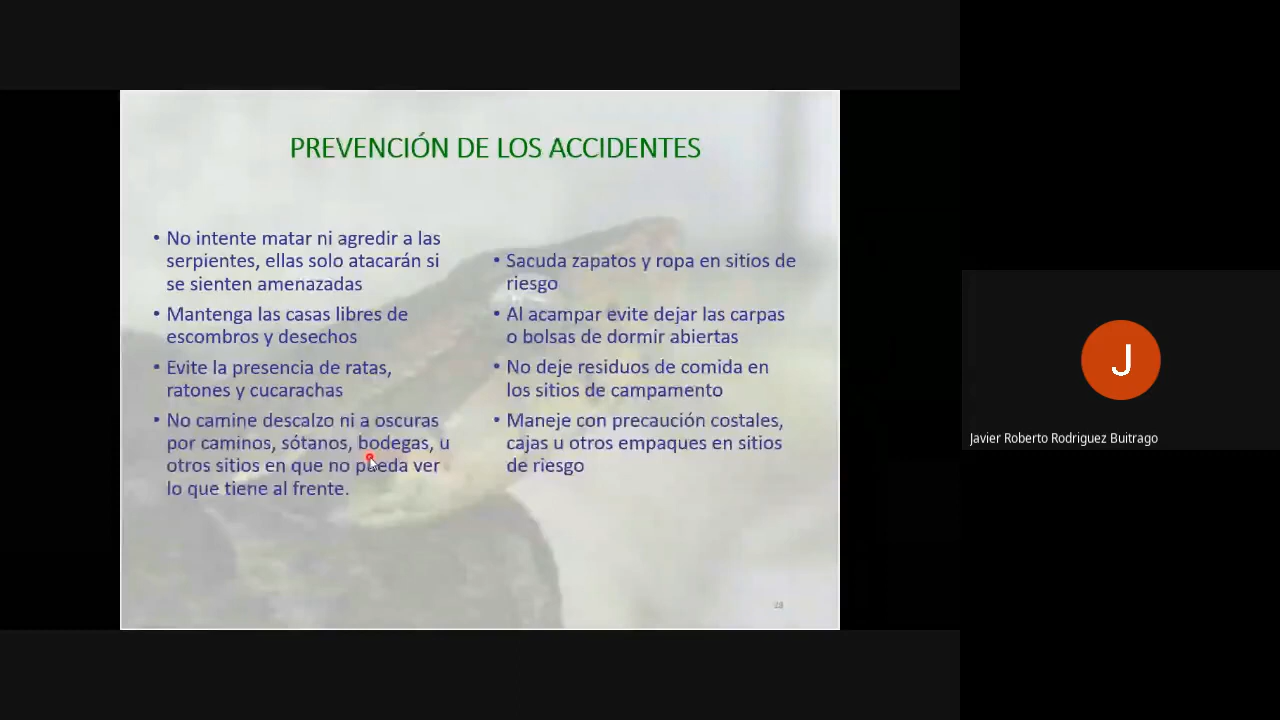 PREVENCIÓN DE LOS ACCIDENTES
• No intente matar ni agredir a las
serpientes, ellas solo atacarán si
se sienten amenazadas
• Mantenga las casas libres de
escombros y desechos
• Evite la presencia de ratas,
ratones y cucarachas
• No camine descalzo ni a oscuras
por caminos, sótanos, bodegas, u
otros sitios en que no pueda ver
lo que tiene al frente.
• Sacuda zapatos y ropa en sitios de
riesgo
• Al acampar evite dejar las carpas
o bolsas de dormir abiertas
• No deje residuos de comida en
los sitios de campamento
• Maneje con precaución costales,
cajas u otros empaques en sitios
de riesgo
J
Javier Roberto Rodriguez Buitrago